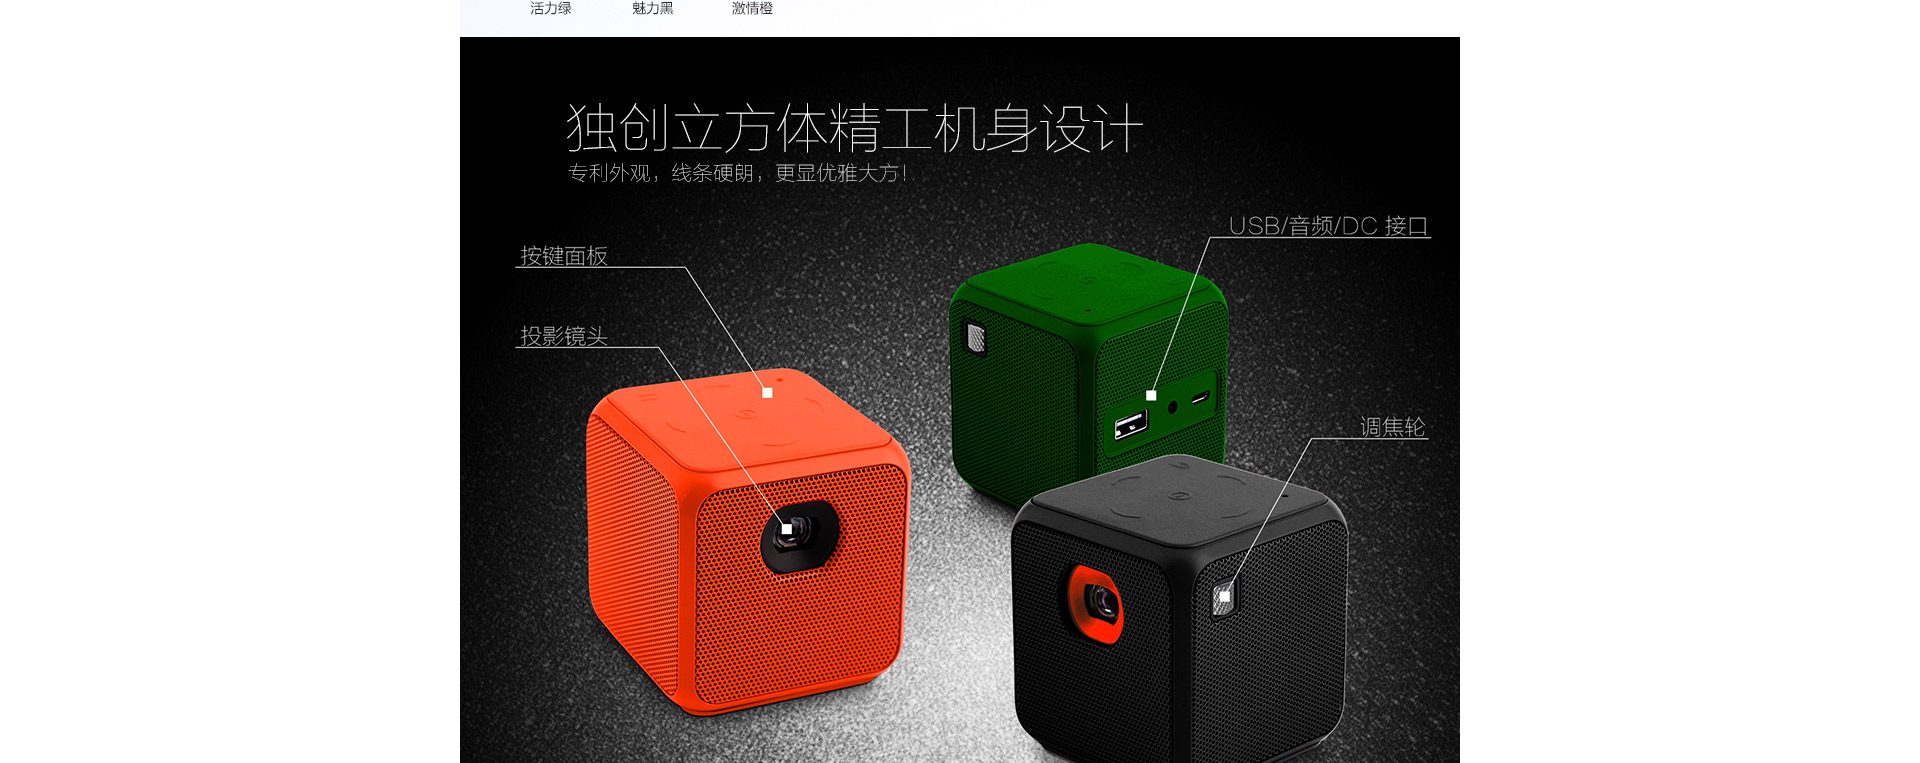 活力绿 魅力黑 激情橙
独创立方体精工机身设计
专利外观，线条硬朗，更显优雅大方！
USB/音频/DC 接口
按键面板
投影镜头
调焦轮